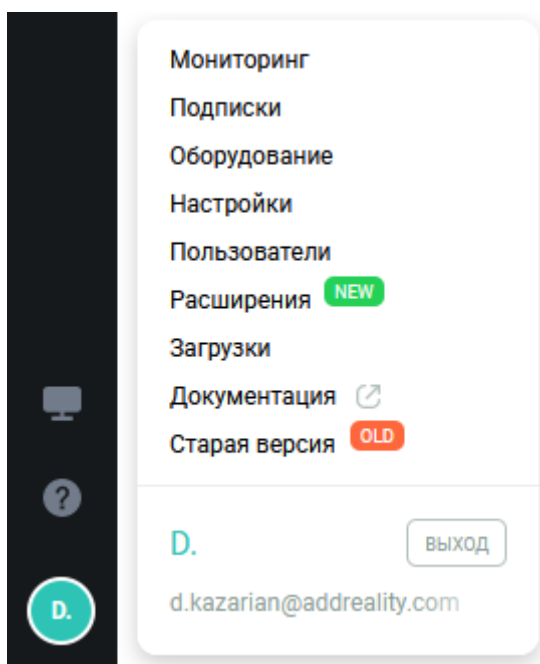 Мониторинг
Подписки
Оборудование
Настройки
Пользователи
Расширения NEW
Загрузки
Документация
Старая версия OLD
D. выход
d.kazarian@addreality.com
?
D.